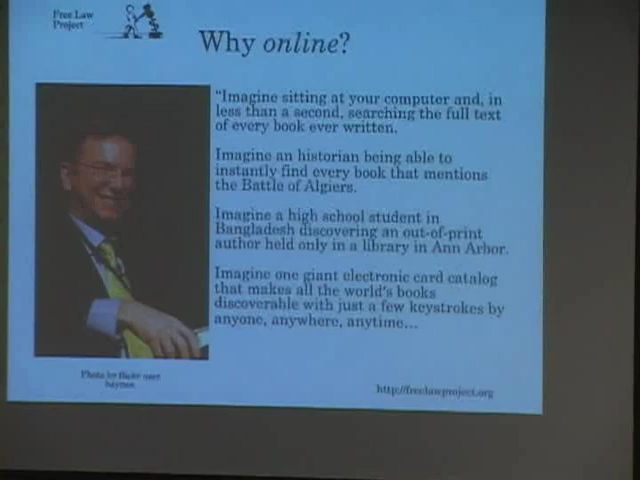 Free Law
Project
Why online?
"Imagine sitting at your computer and, in
less than a second, searching the full text
of every book ever written.
Imagine an historian being able to
instantly find every book that mentions
the Battle of Algiers.
Imagine a high school student in
Bangladesh discovering an out-of-print
author held only in a library in Ann Arbor.
Imagine one giant electronic card catalog
that makes all the world's books
discoverable with just a few keystrokes by
anyone, anywhere, anytime...
Photo by flickr user
http://freelawproject.org